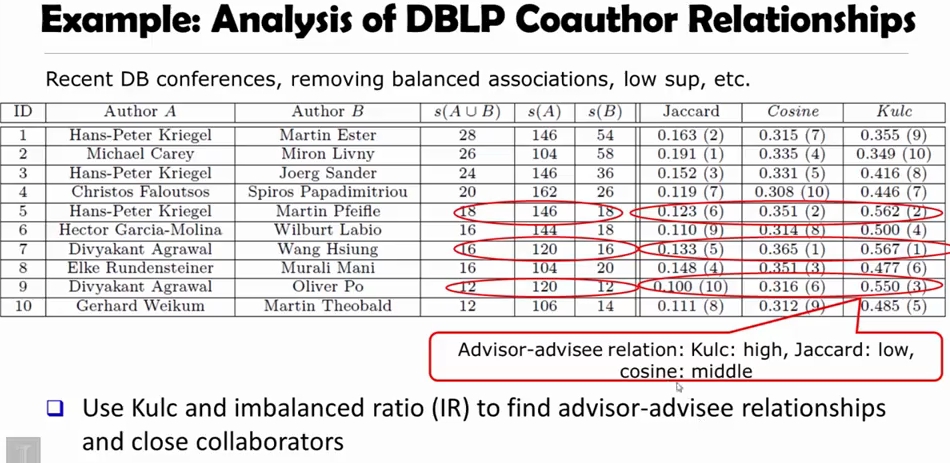 Example: Analysis of DBLP Coauthor Relationships
Recent DB conferences, removing balanced associations, low sup, etc.
ID Author A Author B s(A ∪ B) s(A) s(B) Jaccard Cosine Kulc
1 Hans-Peter Kriegel Martin Ester 28 146 54 0.163 (2) 0.315 (7) 0.355 (9)
2 Michael Carey Miron Livny 26 104 58 0.191 (1) 0.335 (4) 0.349 (10)
3 Hans-Peter Kriegel Joerg Sander 24 146 36 0.152 (3) 0.331 (5) 0.416 (8)
4 Christos Faloutsos Spiros Papadimitriou 20 162 26 0.119 (7) 0.308 (10) 0.446 (7)
5 Hans-Peter Kriegel Martin Pfeifle 18 146 18 0.123 (6) 0.351 (2) 0.562 (2)
6 Hector Garcia-Molina Wilburt Labio 16 144 18 0.110 (9) 0.314 (8) 0.500 (4)
7 Divyakant Agrawal Wang Hsiung 16 120 16 0.133 (5) 0.365 (1) 0.567 (1)
8 Elke Rundensteiner Murali Mani 16 104 20 0.148 (4) 0.351 (3) 0.477 (6)
9 Divyakant Agrawal Oliver Po 12 120 12 0.100 (10) 0.316 (6) 0.550 (3)
10 Gerhard Weikum Martin Theobald 12 106 14 0.111 (8) 0.312 (9) 0.485 (5)
Advisor-advisee relation: Kulc: high, Jaccard: low,
cosine: middle
Use Kulc and imbalanced ratio (IR) to find advisor-advisee relationships
and close collaborators